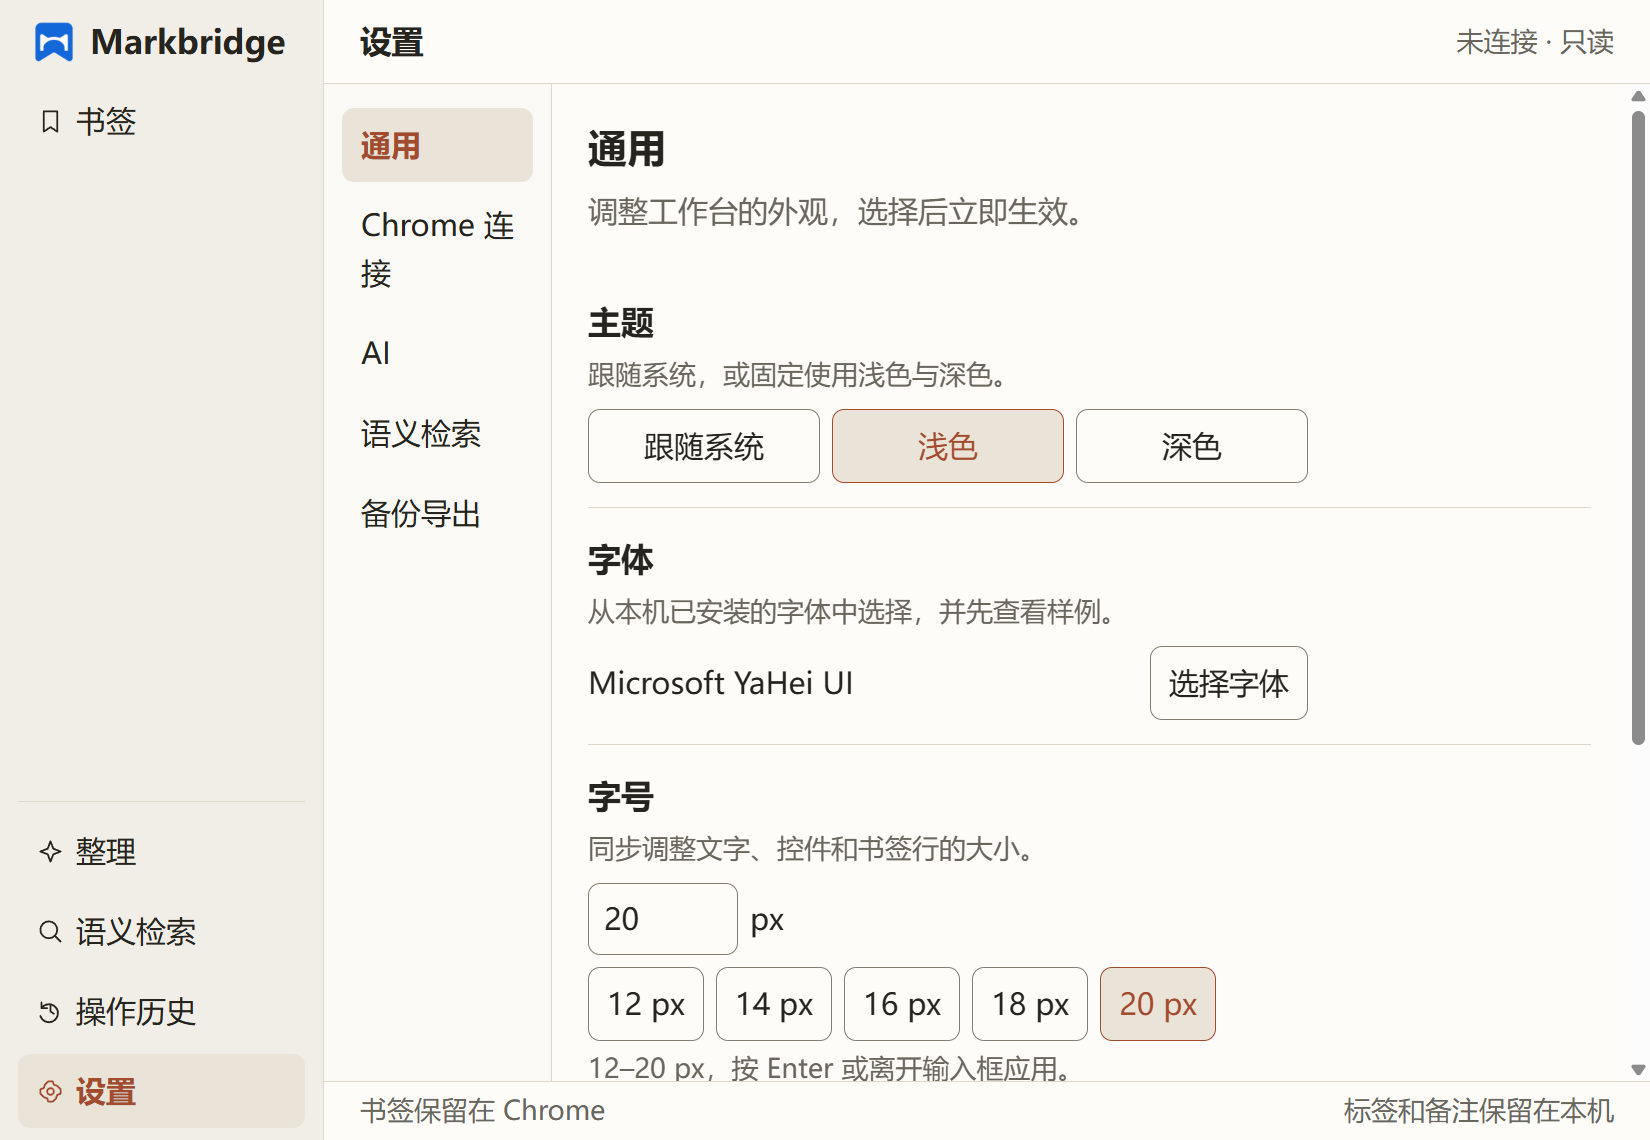 Markbridge
书签
整理
语义检索
操作历史
设置
设置
未连接 · 只读
通用
Chrome 连
接
AI
语义检索
备份导出
通用
调整工作台的外观，选择后立即生效。
主题
跟随系统，或固定使用浅色与深色。
跟随系统
浅色
深色
字体
从本机已安装的字体中选择，并先查看样例。
Microsoft YaHei UI
选择字体
字号
同步调整文字、控件和书签行的大小。
20 px
12 px
14 px
16 px
18 px
20 px
12–20 px，按 Enter 或离开输入框应用。
书签保留在 Chrome
标签和备注保留在本机